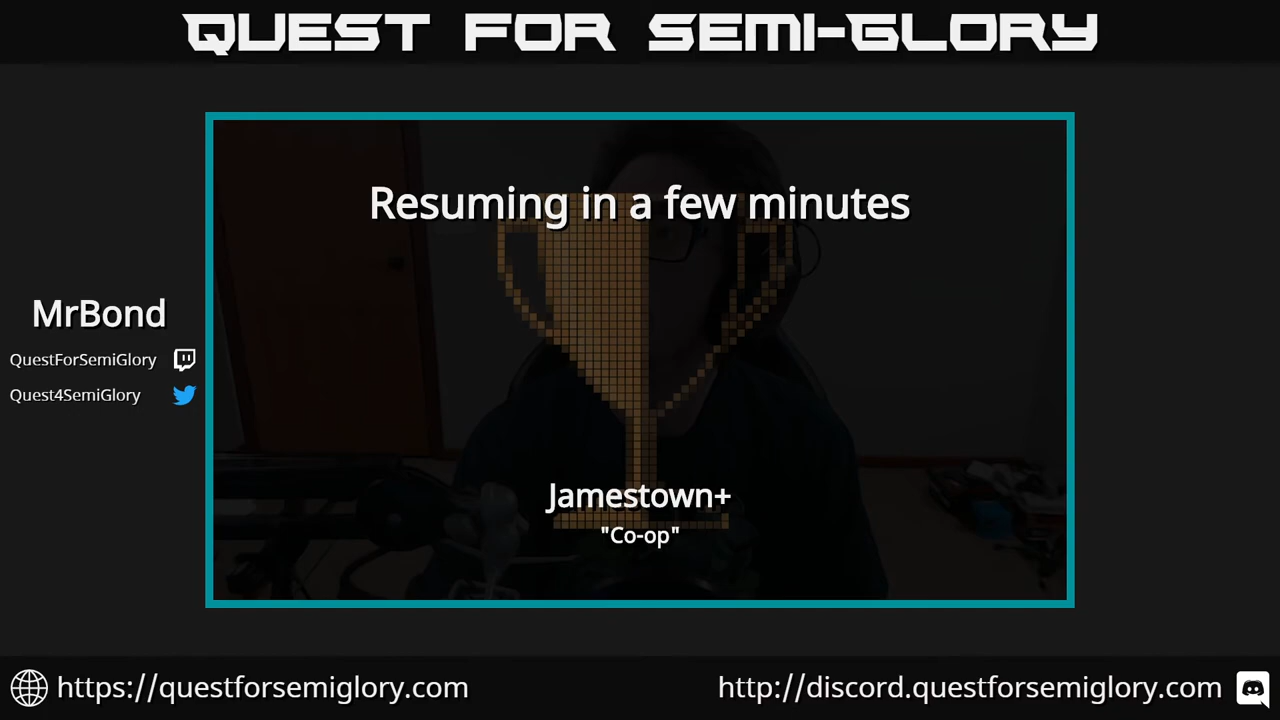 QUEST FOR SEMI-GLORY
Resuming in a few minutes
MrBond
QuestForSemiGlory
Quest4SemiGlory
Jamestown+
"Co-op"
https://questforsemiglory.com
http://discord.questforsemiglory.com